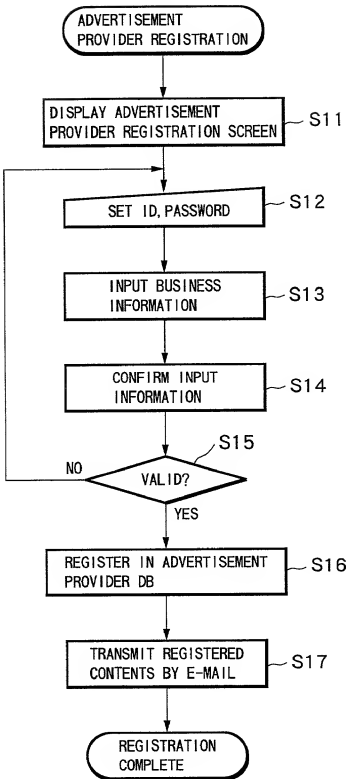 ADVERTISEMENT
PROVIDER REGISTRATION
DISPLAY ADVERTISEMENT
PROVIDER REGISTRATION SCREEN
S11
SET ID, PASSWORD
S12
INPUT BUSINESS
INFORMATION
S13
CONFIRM INPUT
INFORMATION
S14
S15
NO
VALID?
YES
REGISTER IN ADVERTISEMENT
PROVIDER DB
S16
TRANSMIT REGISTERED
CONTENTS BY E-MAIL
S17
REGISTRATION
COMPLETE